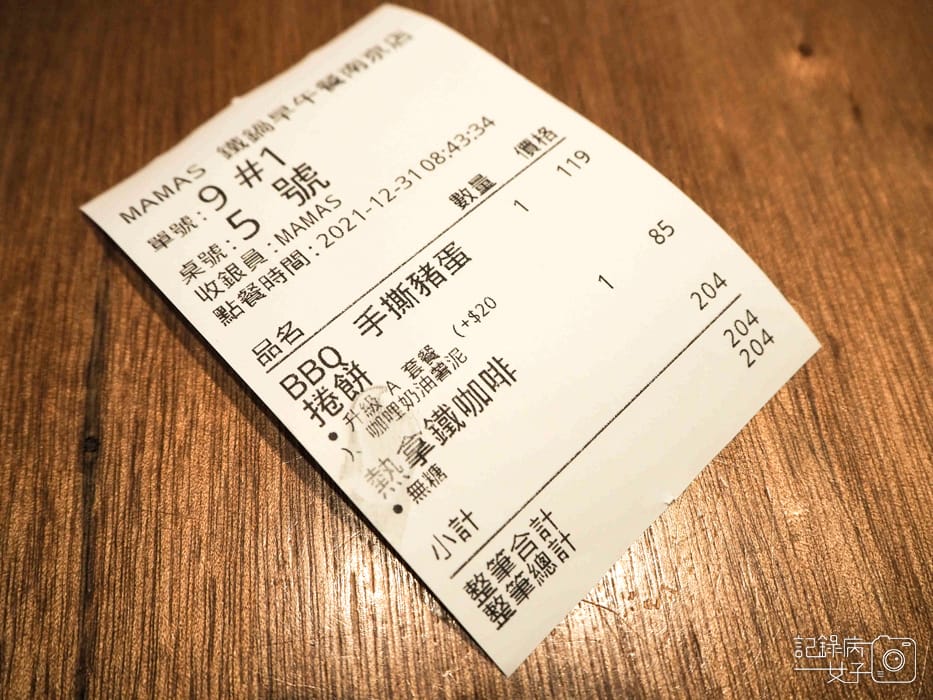 MAMAS 鐵鍋早午餐南京店
單號：9 #1
桌號：5 號
收銀員：MAMAS
點餐時間：2021-12-31 08:43:34
品名 數量 價格
BBQ 手撕豬蛋 1 119
捲餅
• 升級 A 套餐 (+$20
咖哩奶油薯泥
熱拿鐵咖啡 1 85
• 無糖
小計 204
整筆合計 204
整筆總計 204
記錄病
女子